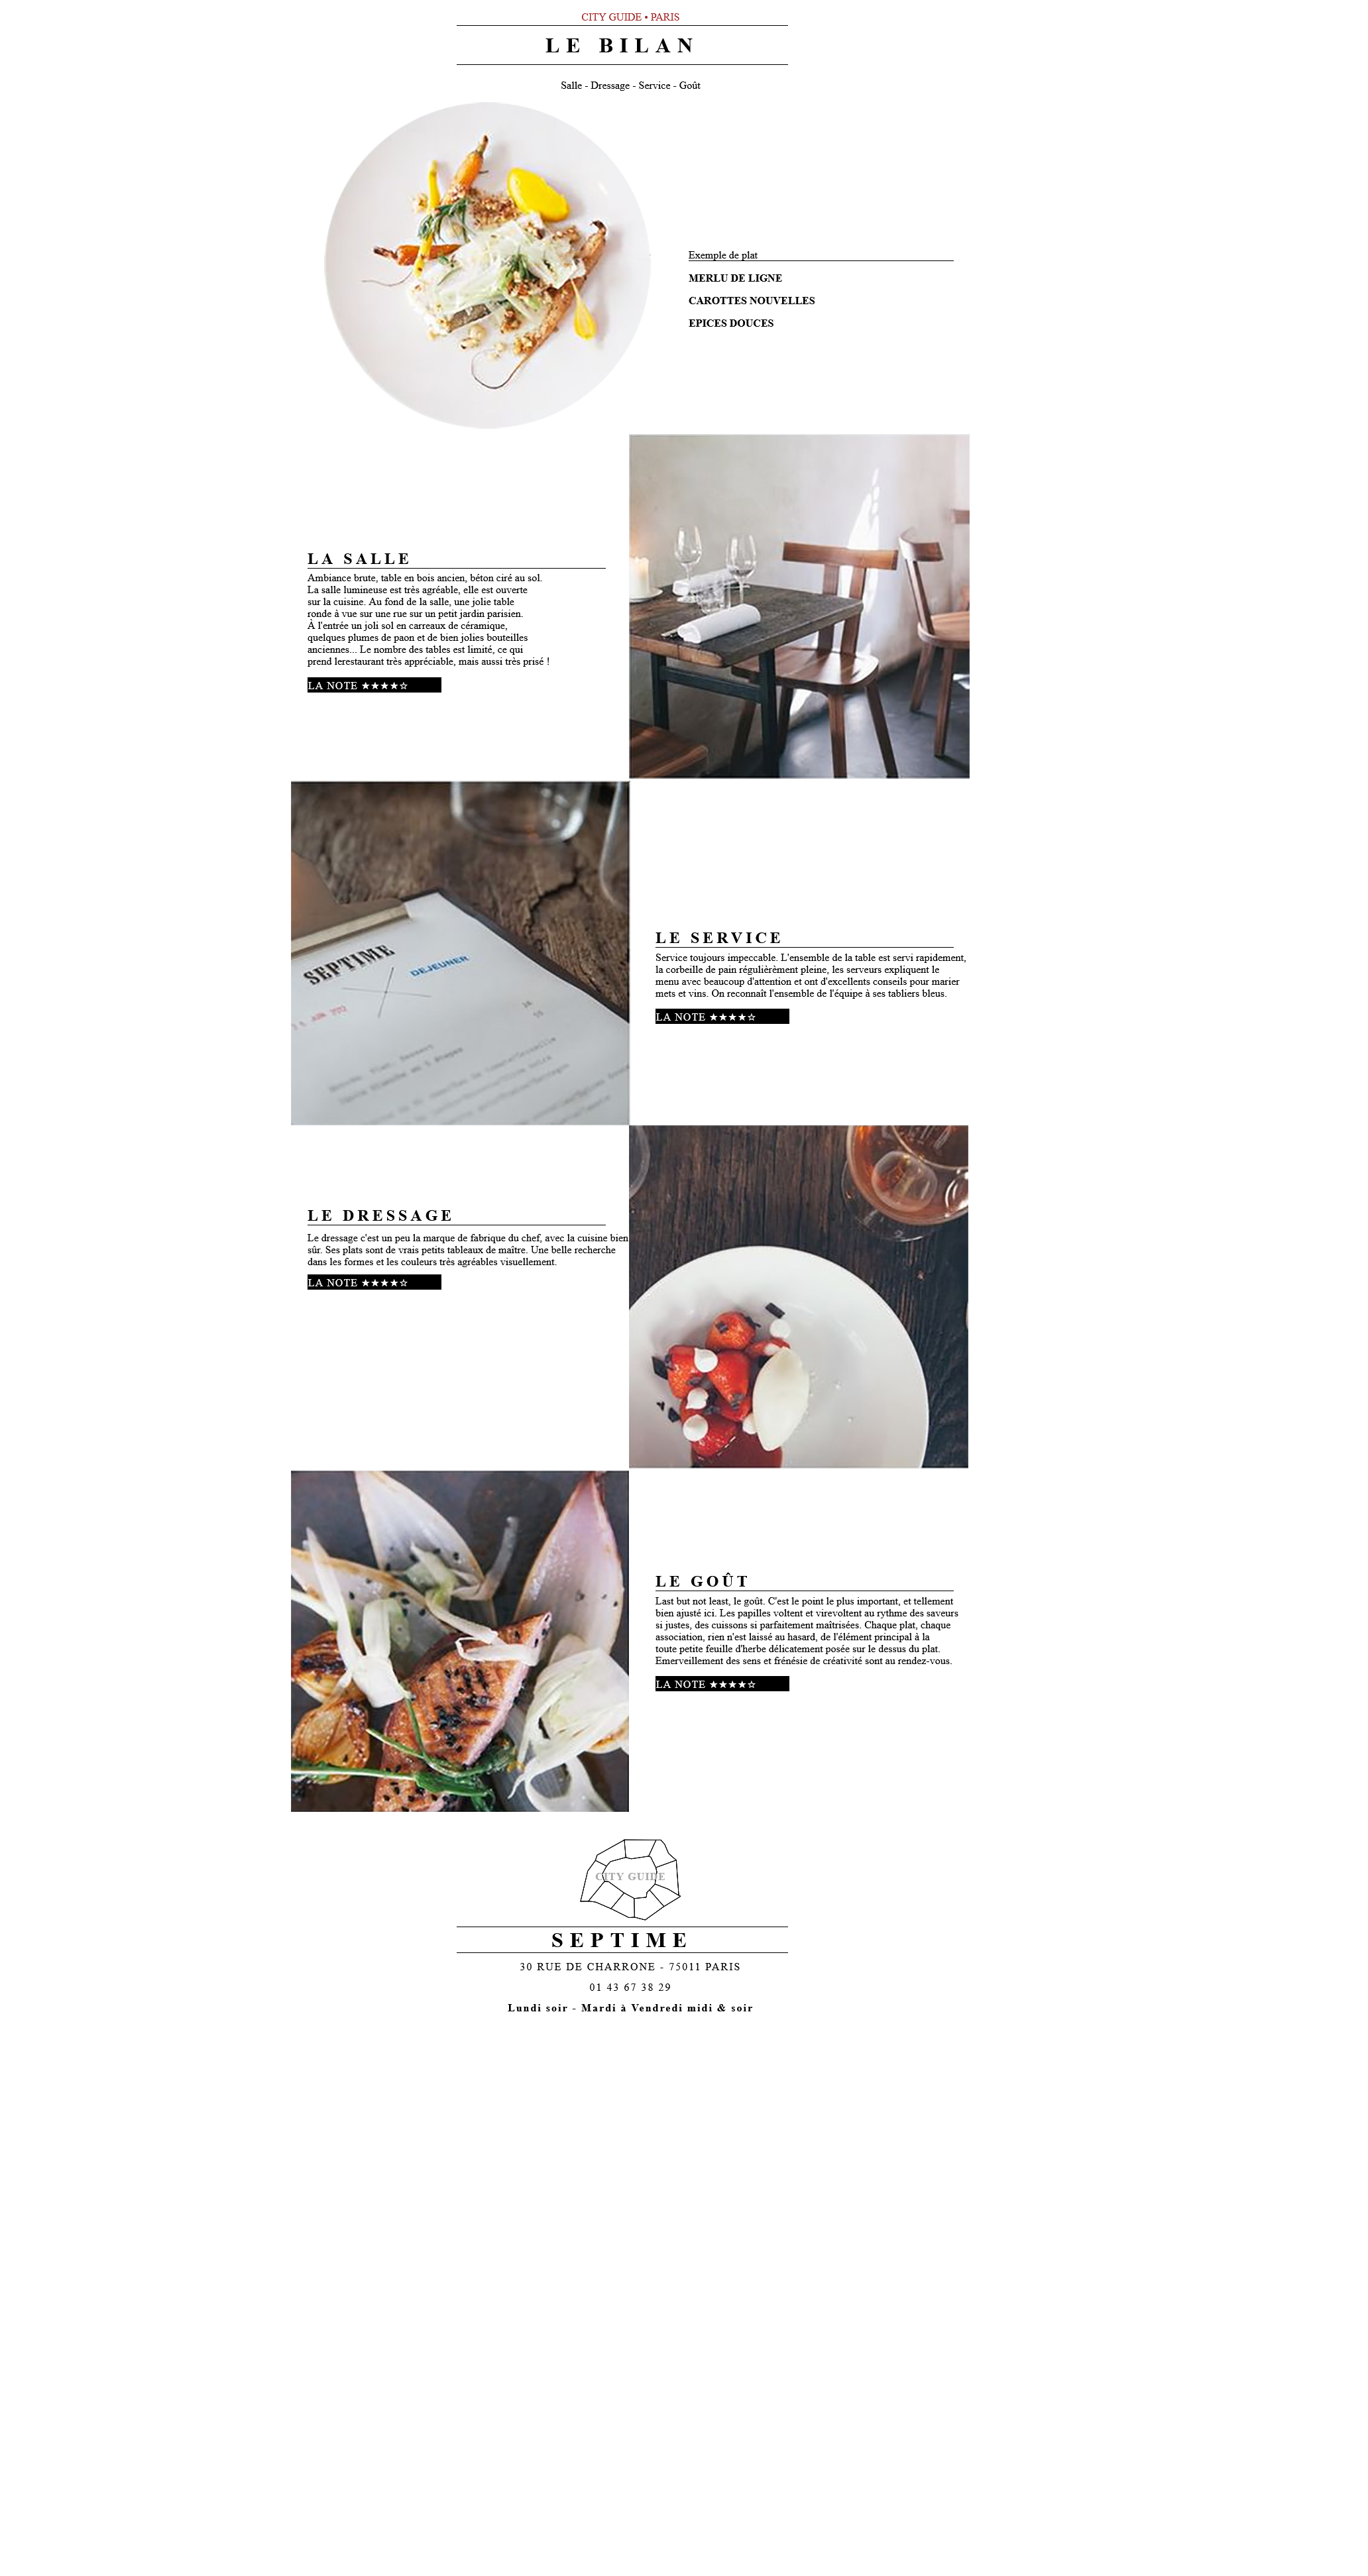 CITY GUIDE • PARIS
LE BILAN
Salle - Dressage - Service - Goût
Exemple de plat
MERLU DE LIGNE
CAROTTES NOUVELLES
EPICES DOUCES
LA SALLE
Ambiance brute, table en bois ancien, béton ciré au sol.
La salle lumineuse est très agréable, elle est ouverte
sur la cuisine. Au fond de la salle, une jolie table
ronde à vue sur une rue sur un petit jardin parisien.
À l'entrée un joli sol en carreaux de céramique,
quelques plumes de paon et de bien jolies bouteilles
anciennes... Le nombre des tables est limité, ce qui
prend lerestaurant très appréciable, mais aussi très prisé !
LA NOTE ★★★★☆
SEPTIME
DEJEUNER
LE SERVICE
Service toujours impeccable. L'ensemble de la table est servi rapidement,
la corbeille de pain régulièrèment pleine, les serveurs expliquent le
menu avec beaucoup d'attention et ont d'excellents conseils pour marier
mets et vins. On reconnaît l'ensemble de l'équipe à ses tabliers bleus.
LA NOTE ★★★★☆
LE DRESSAGE
Le dressage c'est un peu la marque de fabrique du chef, avec la cuisine bien
sûr. Ses plats sont de vrais petits tableaux de maître. Une belle recherche
dans les formes et les couleurs très agréables visuellement.
LA NOTE ★★★★☆
LE GOÛT
Last but not least, le goût. C'est le point le plus important, et tellement
bien ajusté ici. Les papilles voltent et virevoltent au rythme des saveurs
si justes, des cuissons si parfaitement maîtrisées. Chaque plat, chaque
association, rien n'est laissé au hasard, de l'élément principal à la
toute petite feuille d'herbe délicatement posée sur le dessus du plat.
Emerveillement des sens et frénésie de créativité sont au rendez-vous.
LA NOTE ★★★★☆
CITY GUIDE
SEPTIME
30 RUE DE CHARRONE - 75011 PARIS
01 43 67 38 29
Lundi soir - Mardi à Vendredi midi & soir